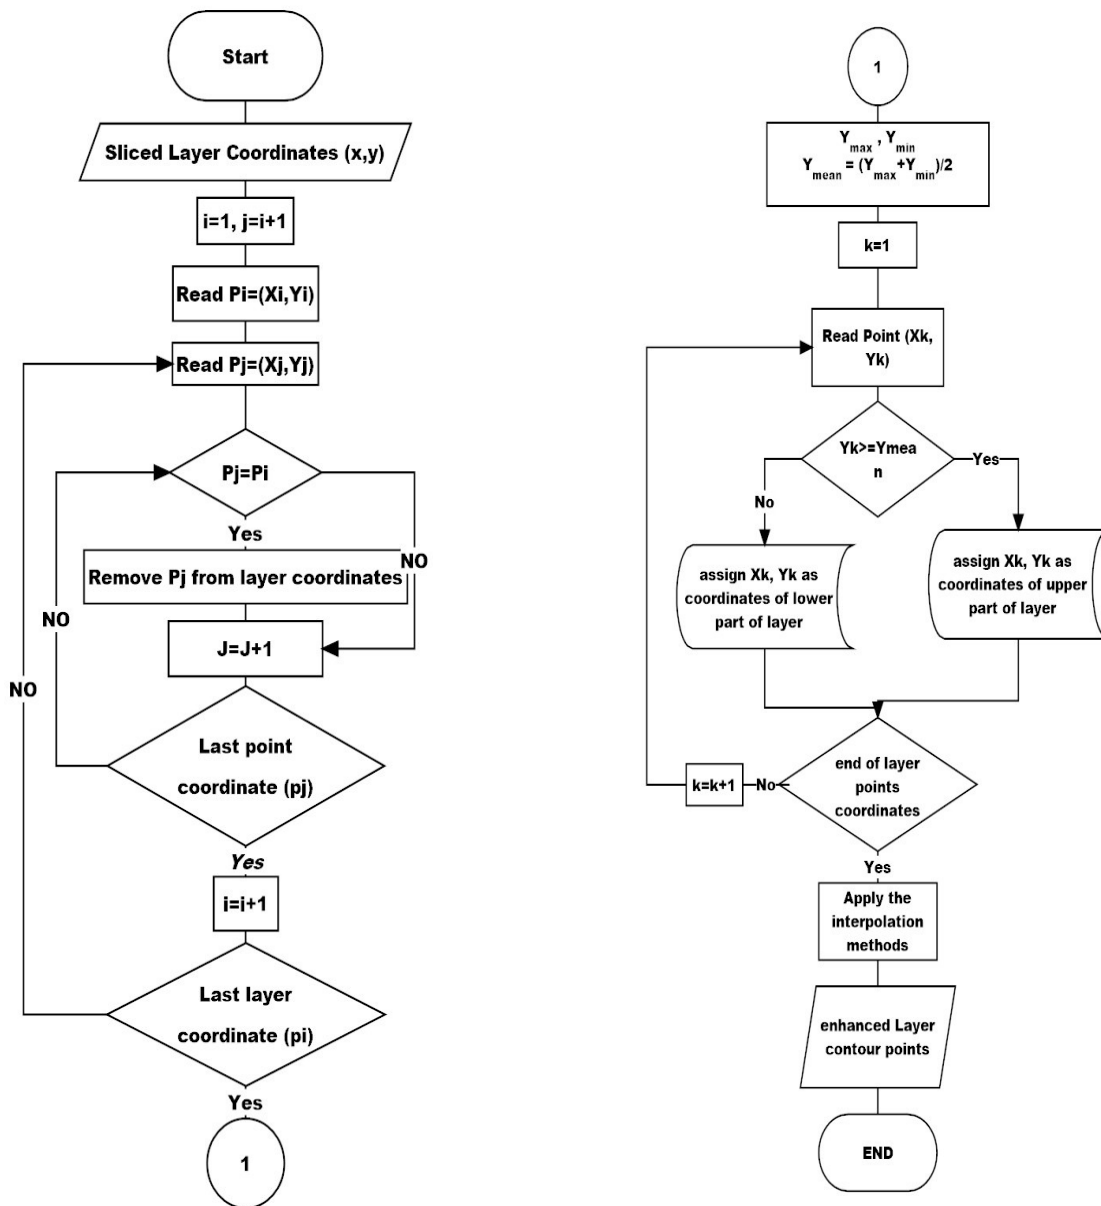 Start
Sliced Layer Coordinates (x,y)
i=1, j=i+1
Read Pi=(Xi,Yi)
Read Pj=(Xj,Yj)
Pj=Pi
Yes
NO
Remove Pj from layer coordinates
NO
J=J+1
NO
Last point
coordinate (pj)
Yes
i=i+1
Last layer
coordinate (pi)
Yes
1
1
Ymax , Ymin
Ymean = (Ymax+Ymin)/2
k=1
Read Point (Xk,
Yk)
Yk>=Ymea
n
Yes
No
assign Xk, Yk as
coordinates of lower
part of layer
assign Xk, Yk as
coordinates of upper
part of layer
end of layer
points
coordinates
No
k=k+1
Yes
Apply the
interpolation
methods
enhanced Layer
contour points
END